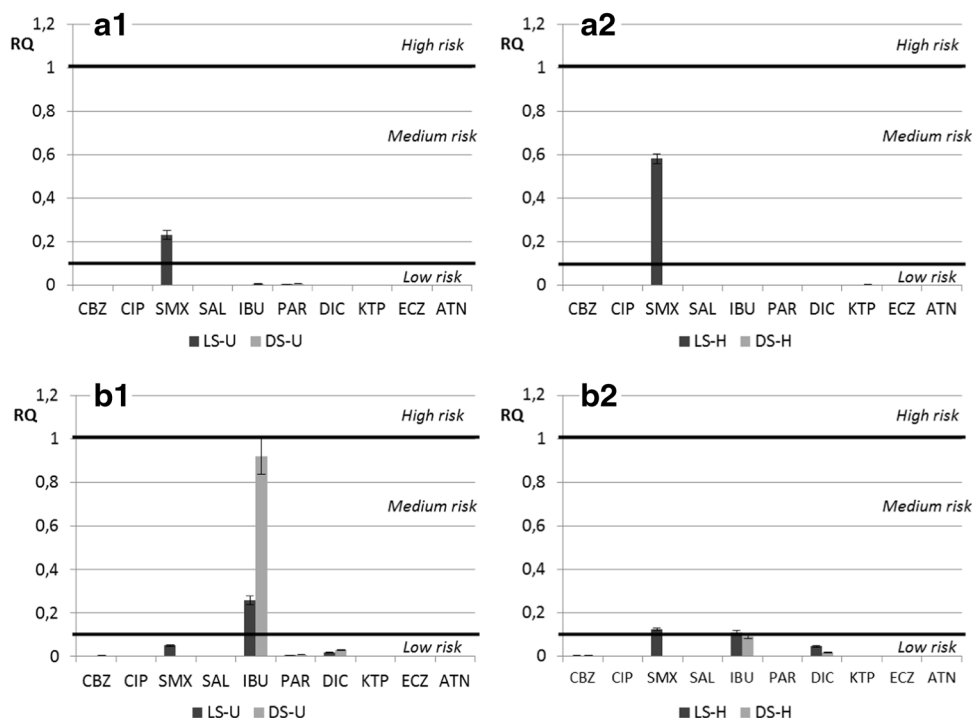 a1
1,2
RQ
High risk
1
0,8
Medium risk
0,6
0,4
0,2
Low risk
0
CBZ CIP SMX SAL IBU PAR DIC KTP ECZ ATN
LS-U DS-U
a2
1,2
RQ
High risk
1
0,8
Medium risk
0,6
0,4
0,2
Low risk
0
CBZ CIP SMX SAL IBU PAR DIC KTP ECZ ATN
LS-H DS-H
b1
1,2
RQ
High risk
1
0,8
Medium risk
0,6
0,4
0,2
Low risk
0
CBZ CIP SMX SAL IBU PAR DIC KTP ECZ ATN
LS-U DS-U
b2
1,2
RQ
High risk
1
0,8
Medium risk
0,6
0,4
0,2
Low risk
0
CBZ CIP SMX SAL IBU PAR DIC KTP ECZ ATN
LS-H DS-H